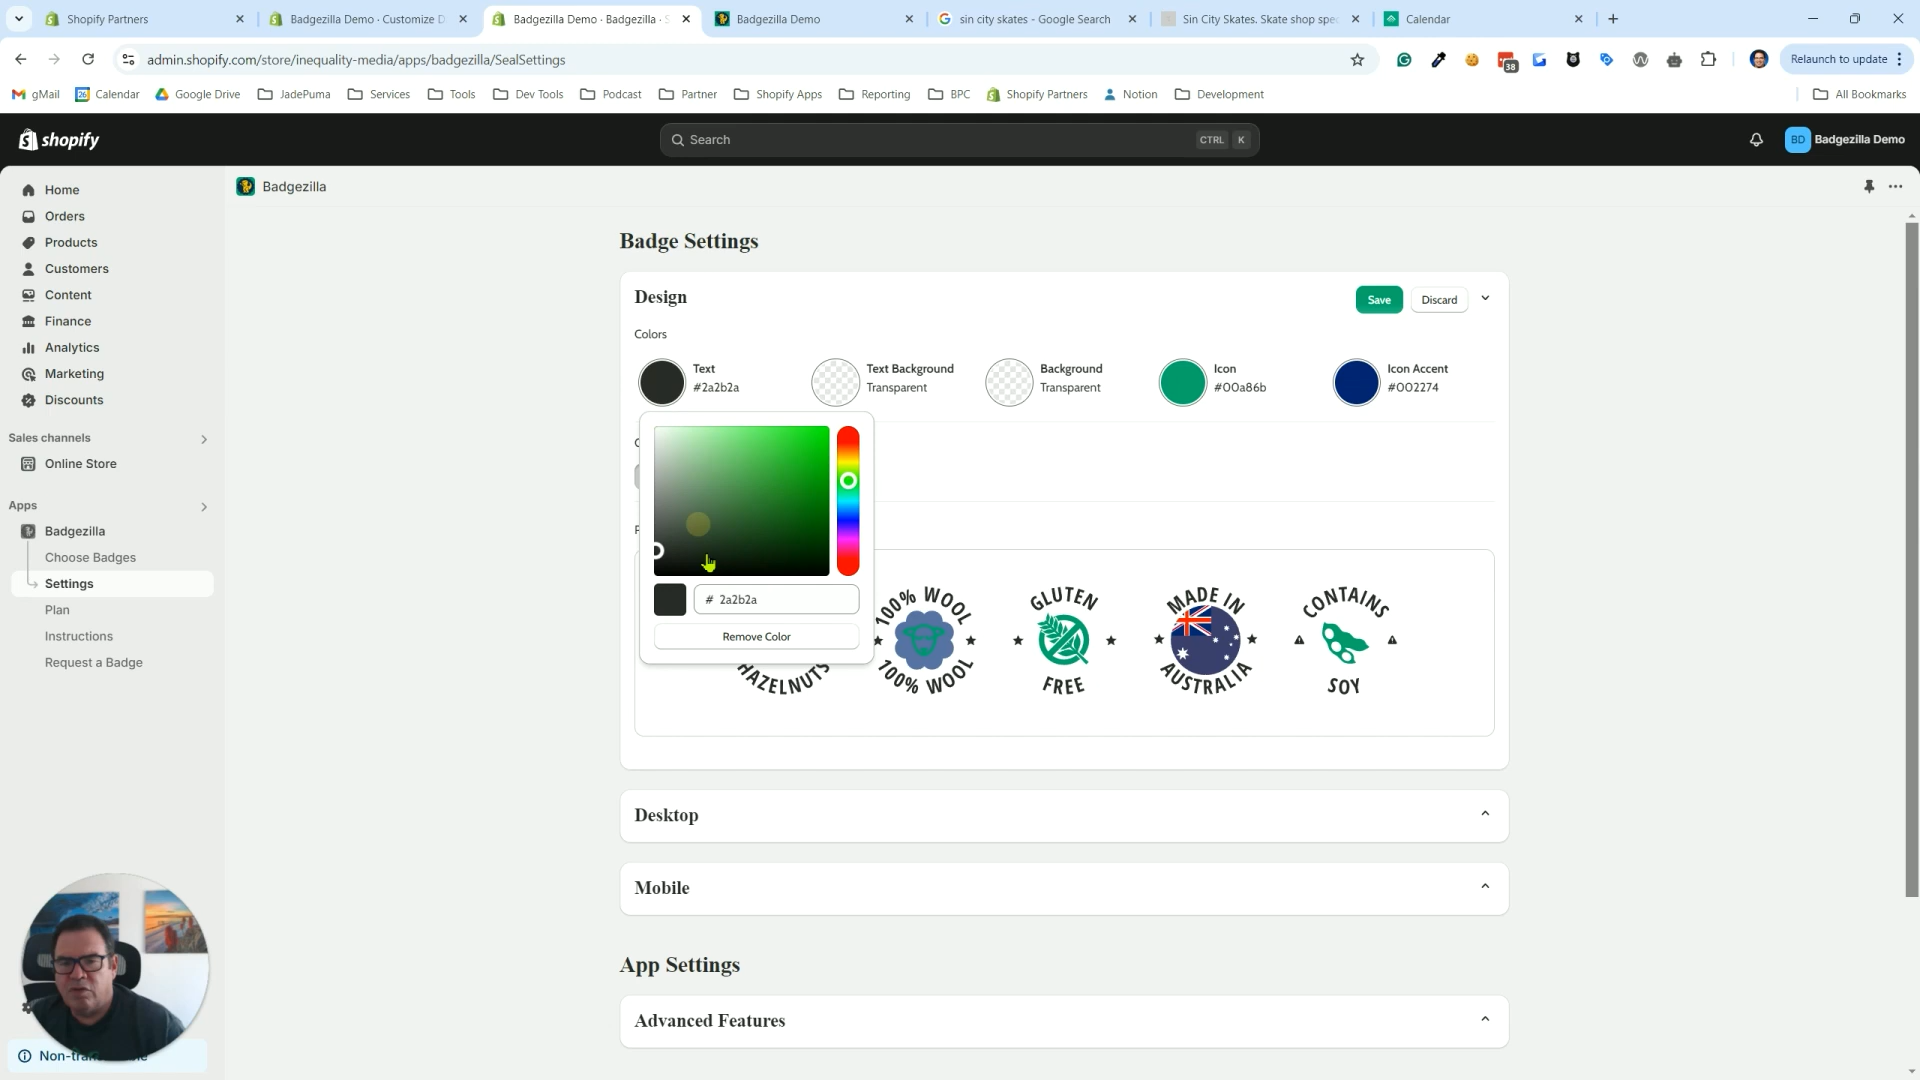 Shopify Partners
Badgezilla Demo · Customize D
Badgezilla Demo · Badgezilla · S
Badgezilla Demo
sin city skates - Google Search
Sin City Skates. Skate shop spe
Calendar
admin.shopify.com/store/inequality-media/apps/badgezilla/SealSettings
38
Relaunch to update
gMail
Calendar
Google Drive
JadePuma
Services
Tools
Dev Tools
Podcast
Partner
Shopify Apps
Reporting
BPC
Shopify Partners
Notion
Development
All Bookmarks
shopify
Search
CTRL K
BD Badgezilla Demo
Badgezilla
Home
Orders
Products
Customers
Content
Finance
Analytics
Marketing
Discounts
Sales channels
Online Store
Apps
Badgezilla
Choose Badges
Settings
Plan
Instructions
Request a Badge
Badge Settings
Design
Save
Discard
Colors
Text
#2a2b2a
Text Background
Transparent
Background
Transparent
Icon
#00a86b
Icon Accent
#002274
# 2a2b2a
Remove Color
HAZELNUTS
100% WOOL
100% WOOL
GLUTEN
FREE
MADE IN
AUSTRALIA
CONTAINS
SOY
Desktop
Mobile
App Settings
Advanced Features